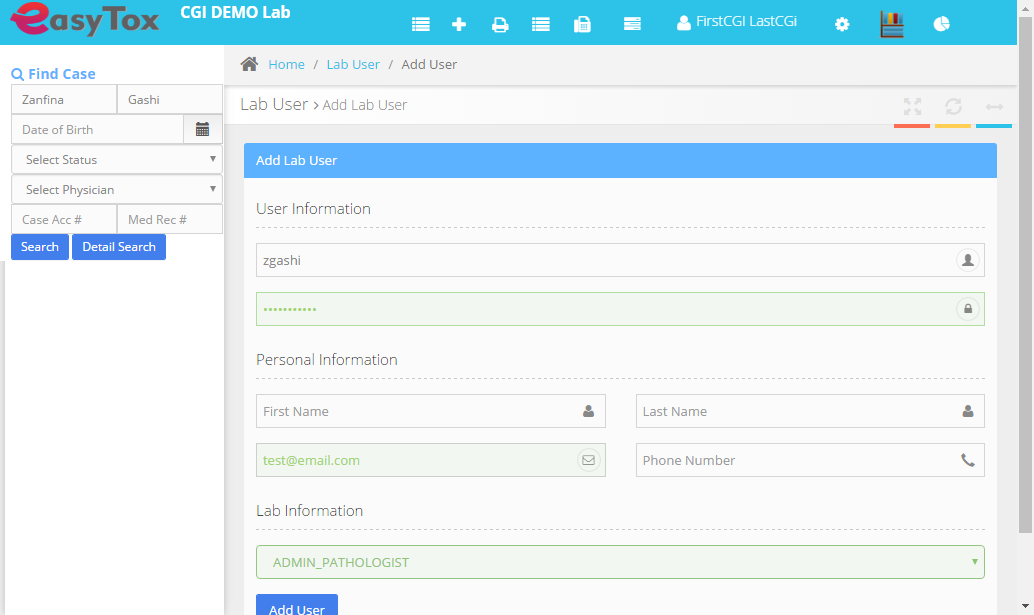 easyTox
CGI DEMO Lab
FirstCGI LastCGi
Find Case
Zanfina Gashi
Date of Birth
Select Status
Select Physician
Case Acc # Med Rec #
Search Detail Search
Home / Lab User / Add User
Lab User > Add Lab User
Add Lab User
User Information
zgashi
•••••••••••
Personal Information
First Name Last Name
test@email.com Phone Number
Lab Information
ADMIN_PATHOLOGIST
Add User